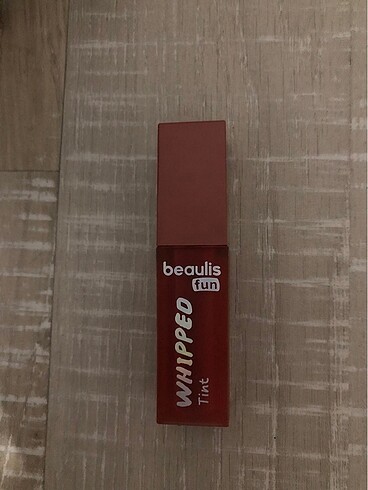 beaulis
fun
WHIPPED
Tint